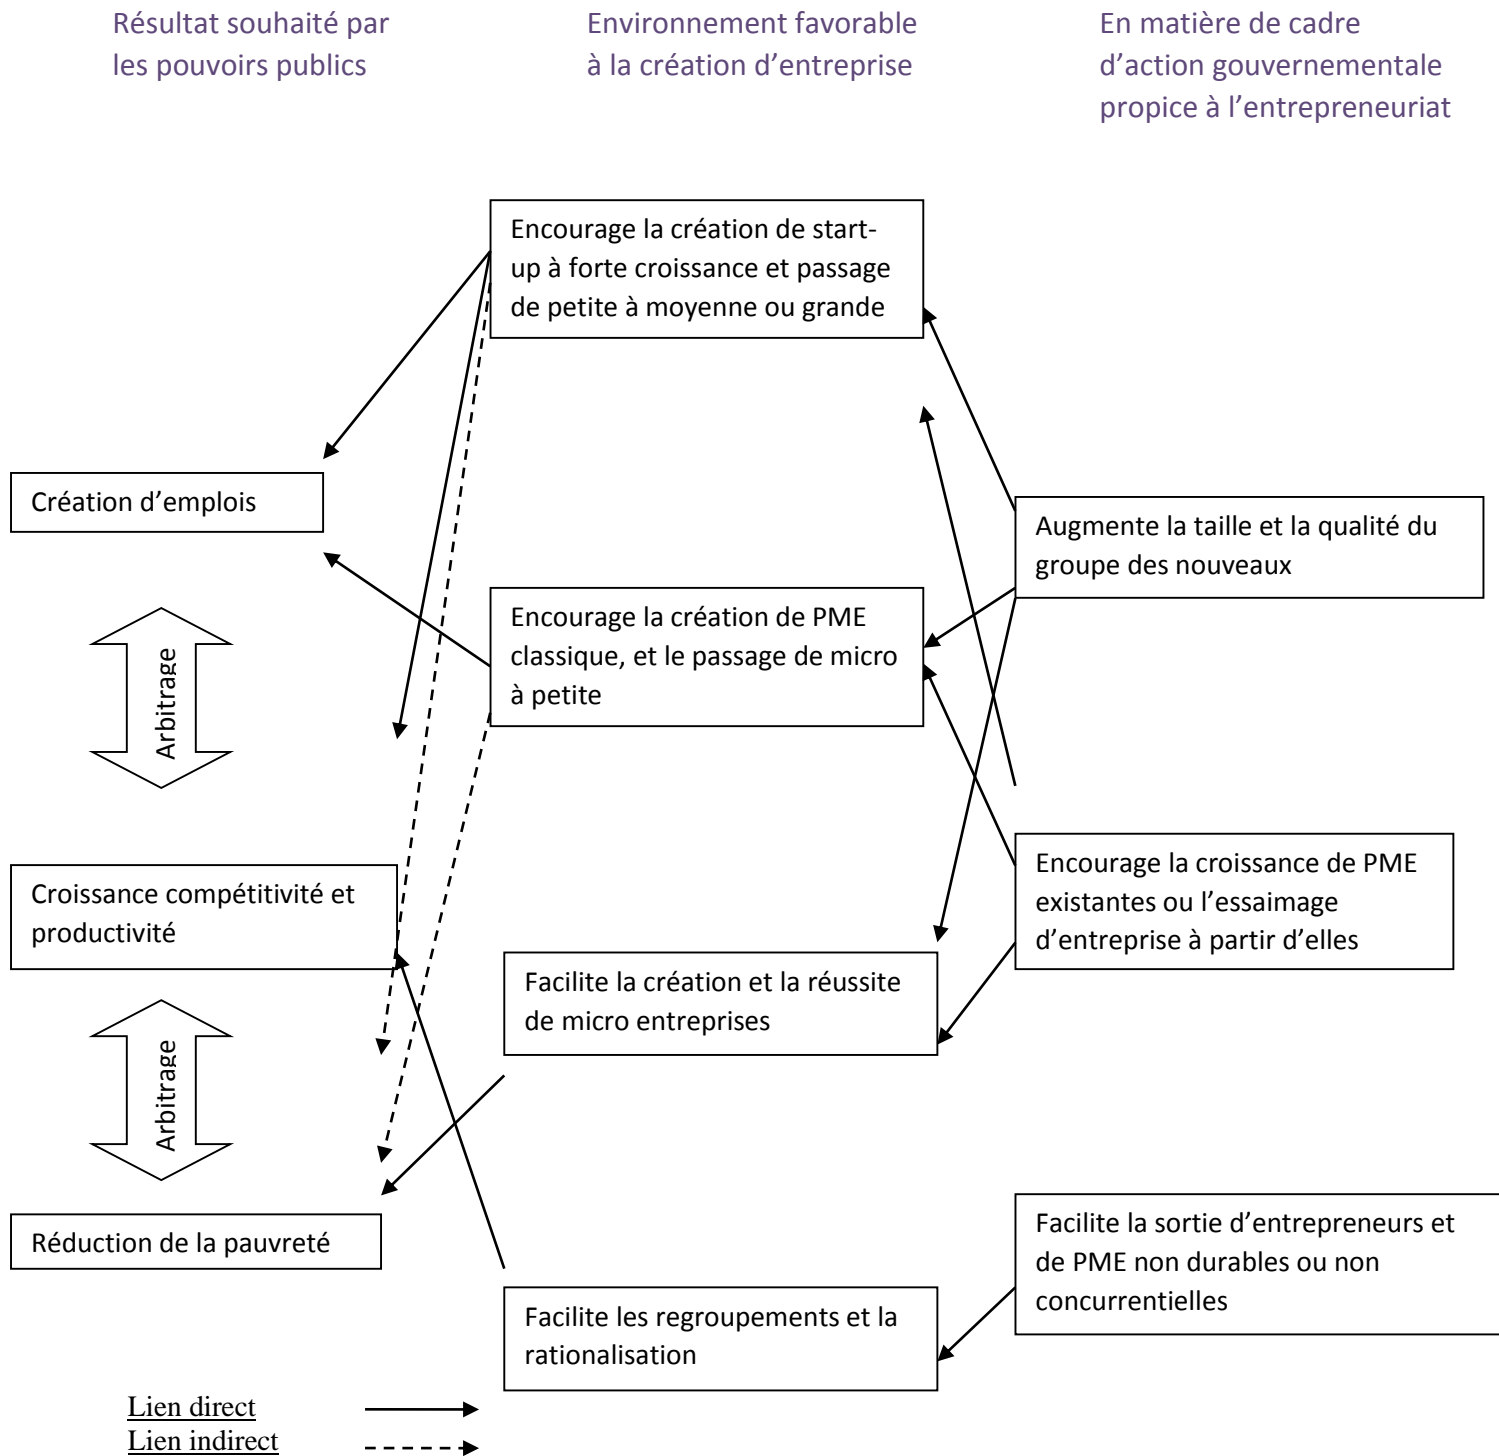 Résultat souhaité par
les pouvoirs publics
Environnement favorable
à la création d’entreprise
En matière de cadre
d’action gouvernementale
propice à l’entrepreneuriat
Encourage la création de start-
up à forte croissance et passage
de petite à moyenne ou grande
Création d’emplois
Augmente la taille et la qualité du
groupe des nouveaux
Encourage la création de PME
classique, et le passage de micro
à petite
Arbitrage
Croissance compétitivité et
productivité
Encourage la croissance de PME
existantes ou l’essaimage
d’entreprise à partir d’elles
Facilite la création et la réussite
de micro entreprises
Arbitrage
Réduction de la pauvreté
Facilite la sortie d’entrepreneurs et
de PME non durables ou non
concurrentielles
Facilite les regroupements et la
rationalisation
Lien direct
Lien indirect